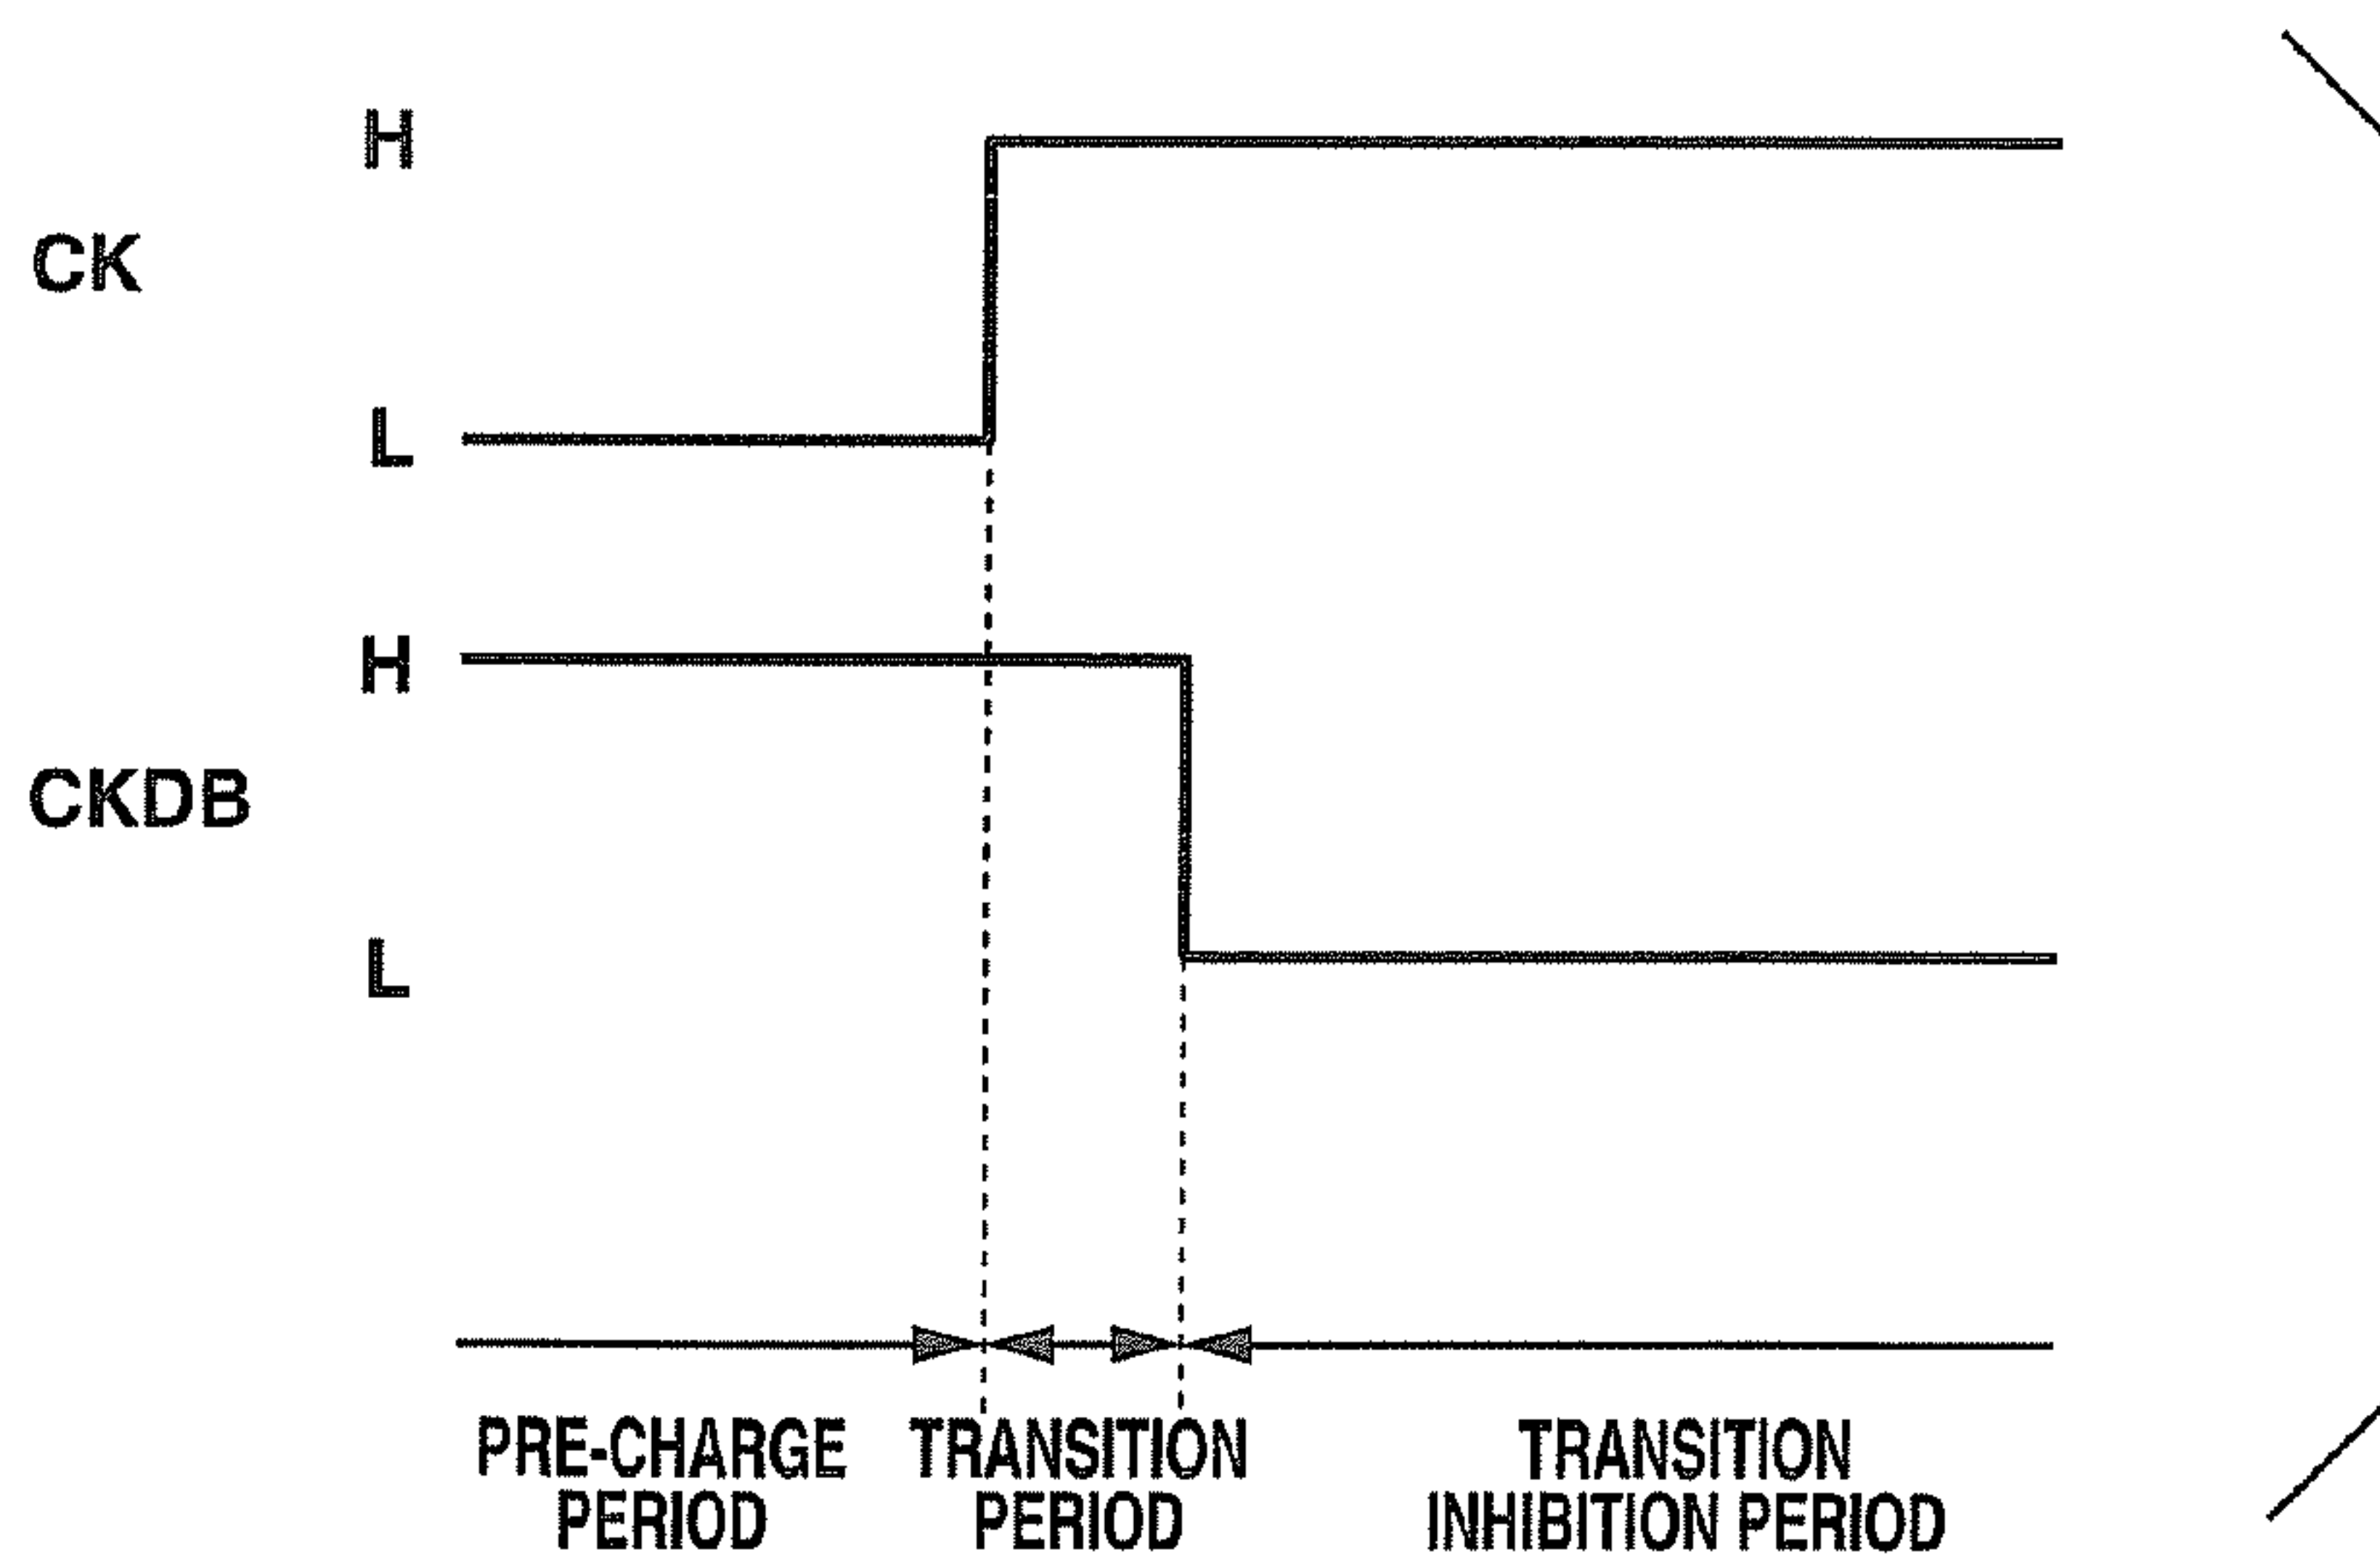 H
CK
L
H
CKDB
L
PRE-CHARGE
PERIOD
TRANSITION
PERIOD
TRANSITION
INHIBITION PERIOD